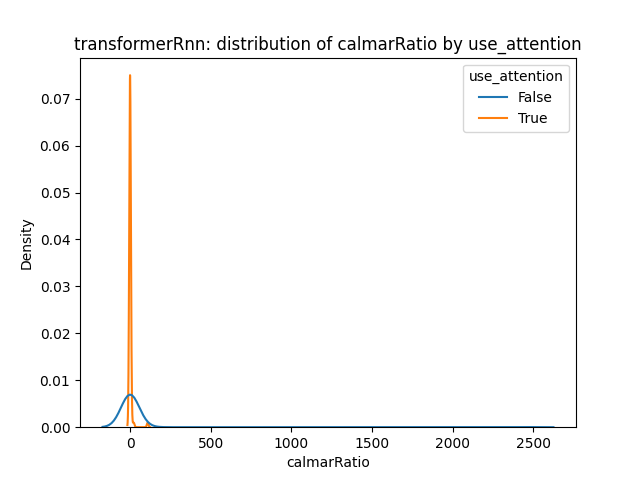 transformerRnn: distribution of calmarRatio by use_attention
use_attention
False
True
0.07
0.06
0.05
0.04
0.03
0.02
0.01
0.00
Density
0
500
1000
1500
2000
2500
calmarRatio